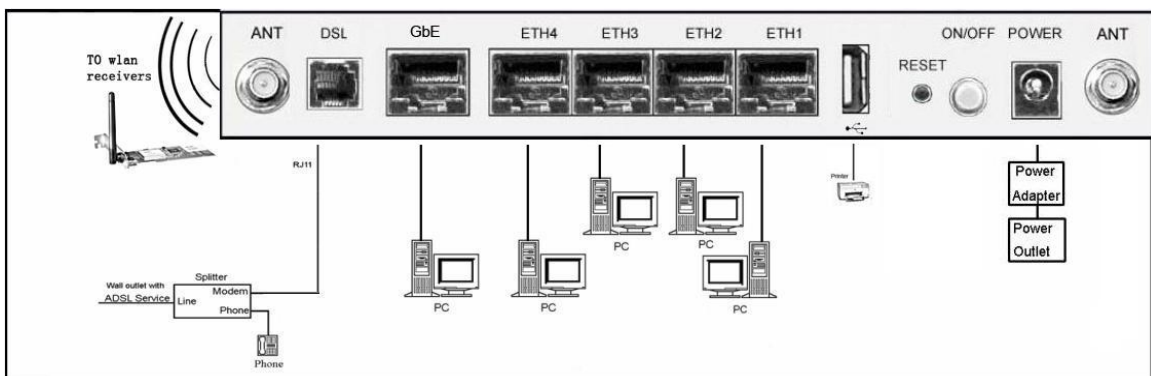 ANT
DSL
GbE
ETH4
ETH3
ETH2
ETH1
ON/OFF
POWER
ANT
RESET
TO wlan
receivers
RJ11
Printer
Power
Adapter
Power
Outlet
PC
PC
PC
PC
PC
Splitter
Wall outlet with
ADSL Service
Line
Modem
Phone
Phone